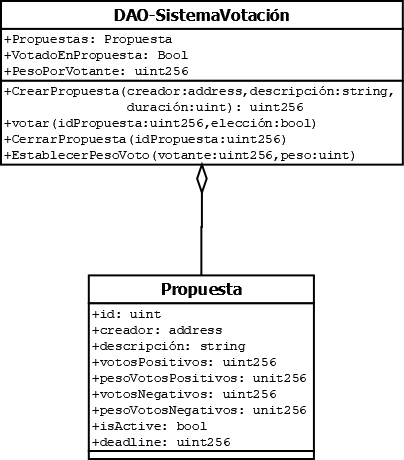 DAO-SistemaVotación
+Propuestas: Propuesta
+VotadoEnPropuesta: Bool
+PesoPorVotante: uint256
+CrearPropuesta(creador:address,descripción:string,
duración:uint): uint256
+votar(idPropuesta:uint256,elección:bool)
+CerrarPropuesta(idPropuesta:uint256)
+EstablecerPesoVoto(votante:uint256,peso:uint)
Propuesta
+id: uint
+creador: address
+descripción: string
+votosPositivos: uint256
+pesoVotosPositivos: unit256
+votosNegativos: uint256
+pesoVotosNegativos: unit256
+isActive: bool
+deadline: uint256